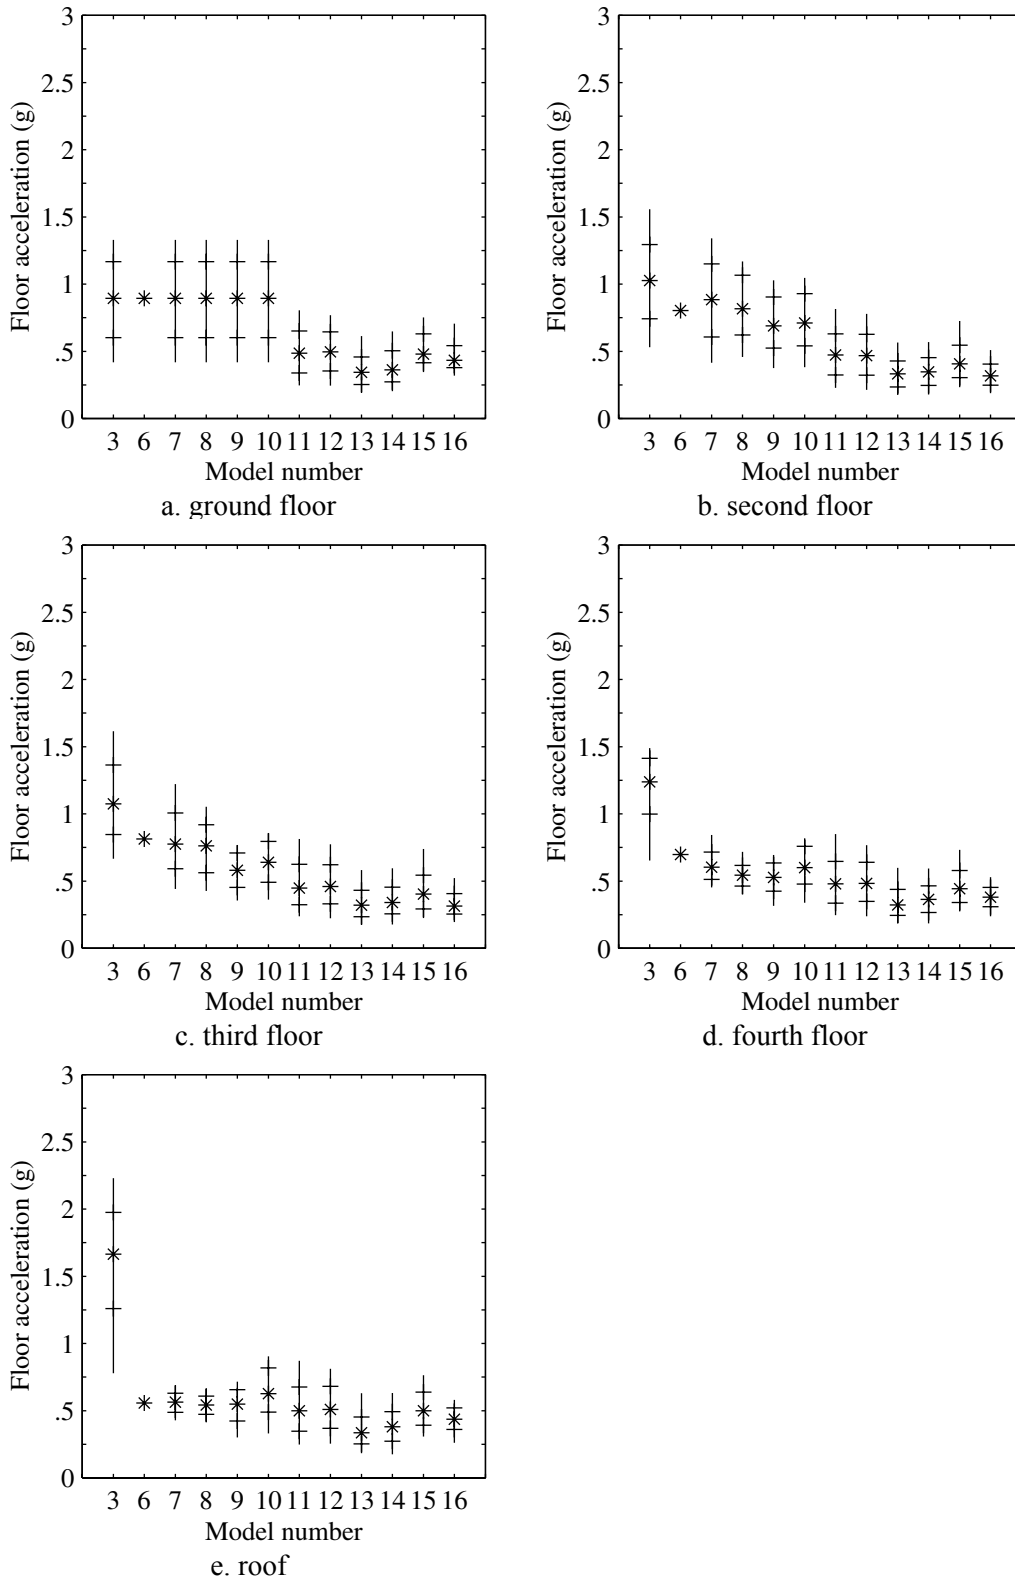 3
2.5
2
1.5
1
.5
0
Floor acceleration (g)
3 6 7 8 9 10 11 12 13 14 15 16
Model number
a. ground floor
3
2.5
2
1.5
1
.5
0
Floor acceleration (g)
3 6 7 8 9 10 11 12 13 14 15 16
Model number
b. second floor
3
2.5
2
1.5
1
.5
0
Floor acceleration (g)
3 6 7 8 9 10 11 12 13 14 15 16
Model number
c. third floor
3
2.5
2
1.5
1
.5
0
Floor acceleration (g)
3 6 7 8 9 10 11 12 13 14 15 16
Model number
d. fourth floor
3
2.5
2
1.5
1
.5
0
Floor acceleration (g)
3 6 7 8 9 10 11 12 13 14 15 16
Model number
e. roof